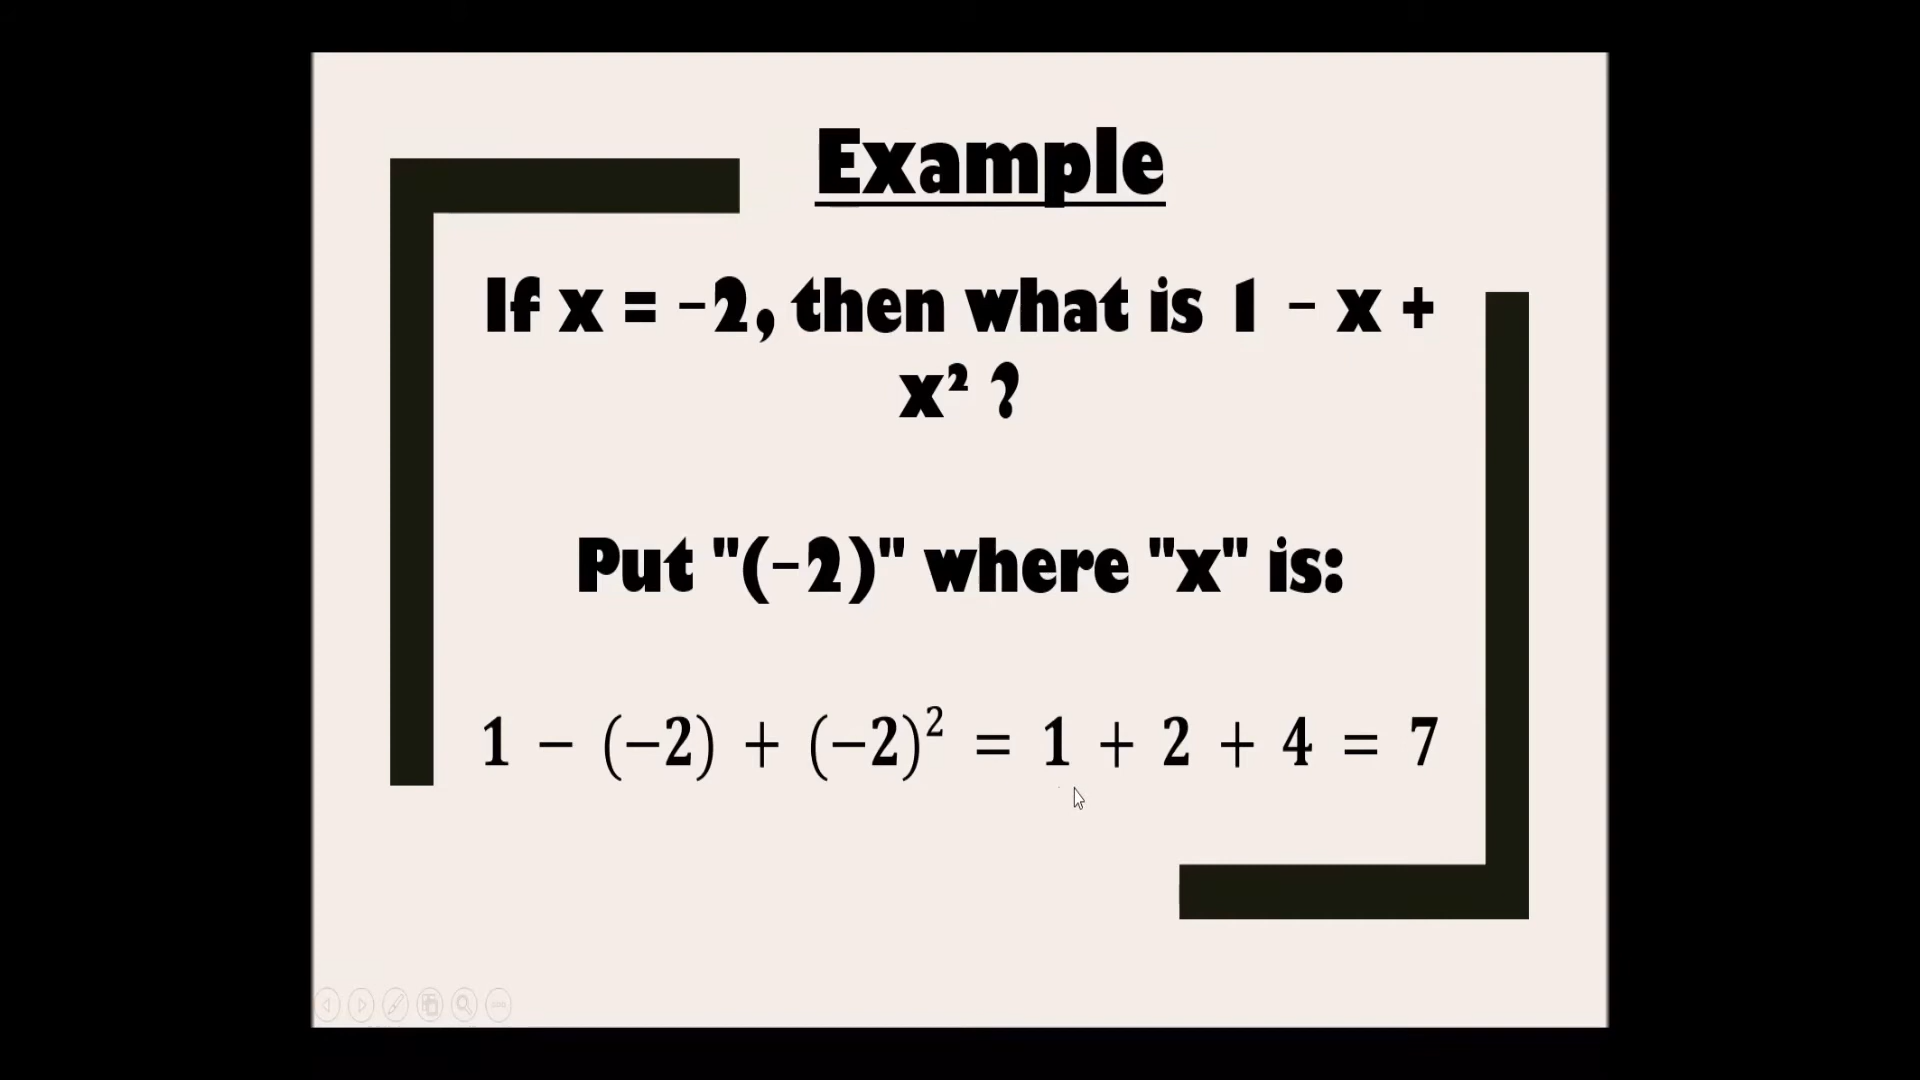 Example
If x = −2, then what is 1 − x +
x² ?
Put "(−2)" where "x" is:
1 − (−2) + (−2)² = 1 + 2 + 4 = 7